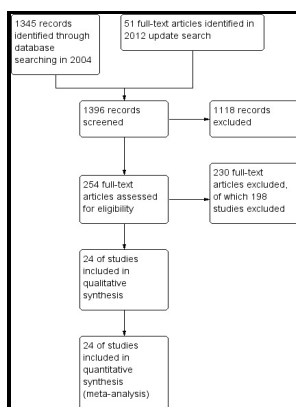 1345 records
identified through
database
searching in 2004
51 full-text articles identified in
2012 update search
1396 records
screened
1118 records
excluded
254 full-text
articles assessed
for eligibility
230 full-text
articles excluded,
of which 198
studies excluded
24 of studies
included in
qualitative
synthesis
24 of studies
included in
quantitative
synthesis
(meta-analysis)